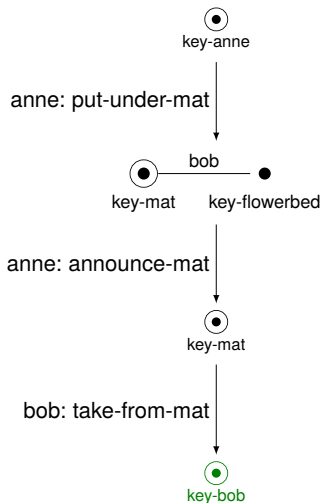 key-anne
anne: put-under-mat
bob
key-mat key-flowerbed
anne: announce-mat
key-mat
bob: take-from-mat
key-bob